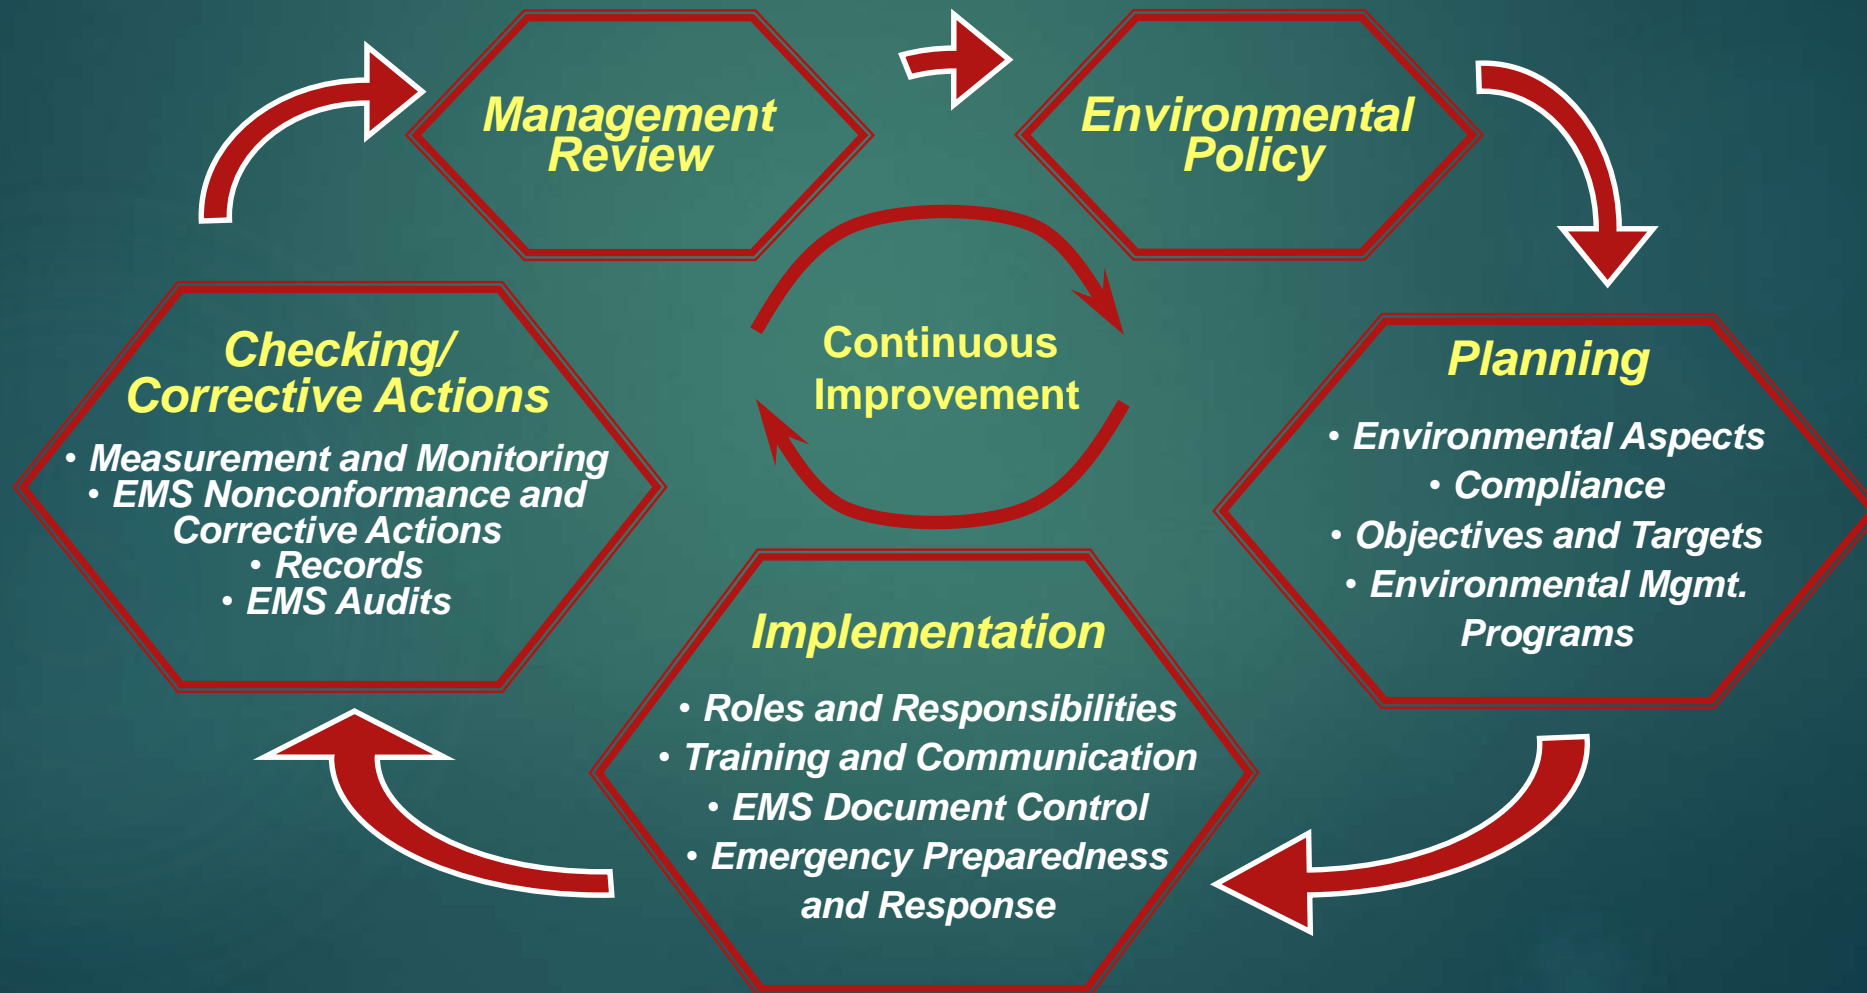 Management
Review
Environmental
Policy
Continuous
Improvement
Checking/
Corrective Actions
• Measurement and Monitoring
• EMS Nonconformance and
Corrective Actions
• Records
• EMS Audits
Planning
• Environmental Aspects
• Compliance
• Objectives and Targets
• Environmental Mgmt.
Programs
Implementation
• Roles and Responsibilities
• Training and Communication
• EMS Document Control
• Emergency Preparedness
and Response